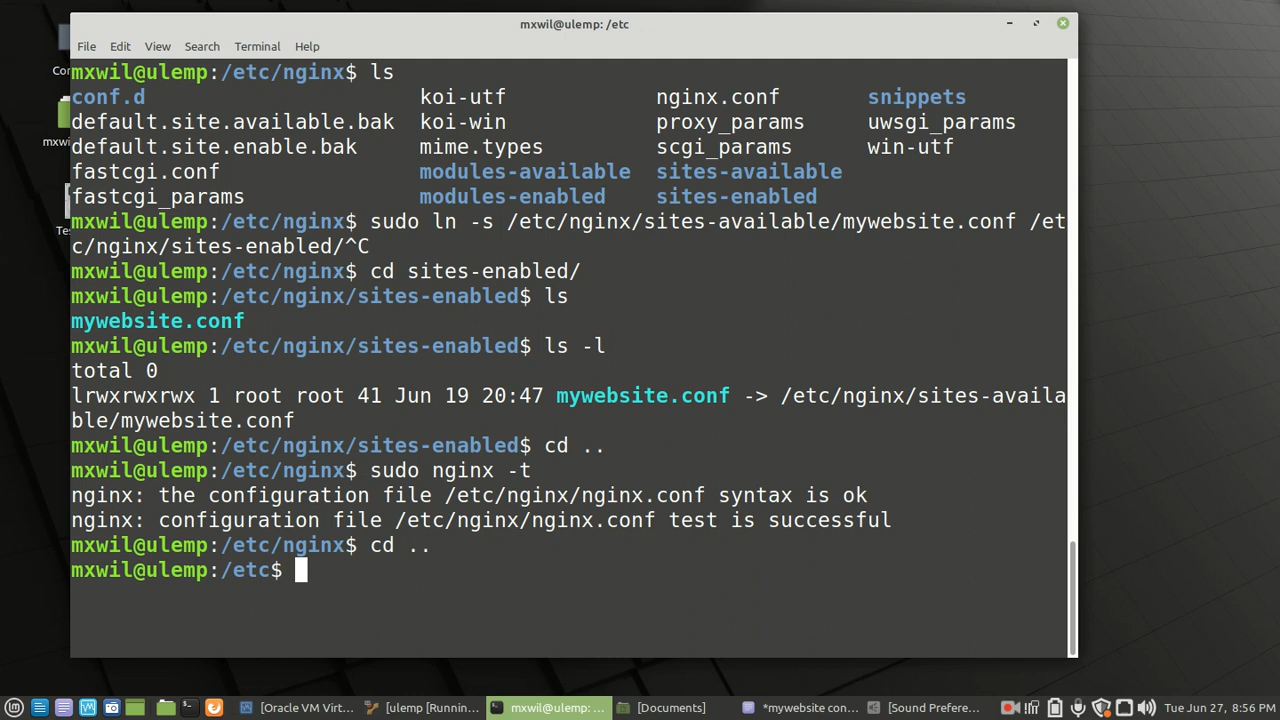 mxwil@ulemp: /etc
File Edit View Search Terminal Help
mxwil@ulemp:/etc/nginx$ ls
conf.d koi-utf nginx.conf snippets
default.site.available.bak koi-win proxy_params uwsgi_params
default.site.enable.bak mime.types scgi_params win-utf
fastcgi.conf modules-available sites-available
fastcgi_params modules-enabled sites-enabled
mxwil@ulemp:/etc/nginx$ sudo ln -s /etc/nginx/sites-available/mywebsite.conf /et
c/nginx/sites-enabled/^C
mxwil@ulemp:/etc/nginx$ cd sites-enabled/
mxwil@ulemp:/etc/nginx/sites-enabled$ ls
mywebsite.conf
mxwil@ulemp:/etc/nginx/sites-enabled$ ls -l
total 0
lrwxrwxrwx 1 root root 41 Jun 19 20:47 mywebsite.conf -> /etc/nginx/sites-availa
ble/mywebsite.conf
mxwil@ulemp:/etc/nginx/sites-enabled$ cd ..
mxwil@ulemp:/etc/nginx$ sudo nginx -t
nginx: the configuration file /etc/nginx/nginx.conf syntax is ok
nginx: configuration file /etc/nginx/nginx.conf test is successful
mxwil@ulemp:/etc/nginx$ cd ..
mxwil@ulemp:/etc$
[Oracle VM Virt... [ulemp [Runnin... mxwil@ulemp: ... [Documents] *mywebsite con... [Sound Prefere... Tue Jun 27, 8:56 PM